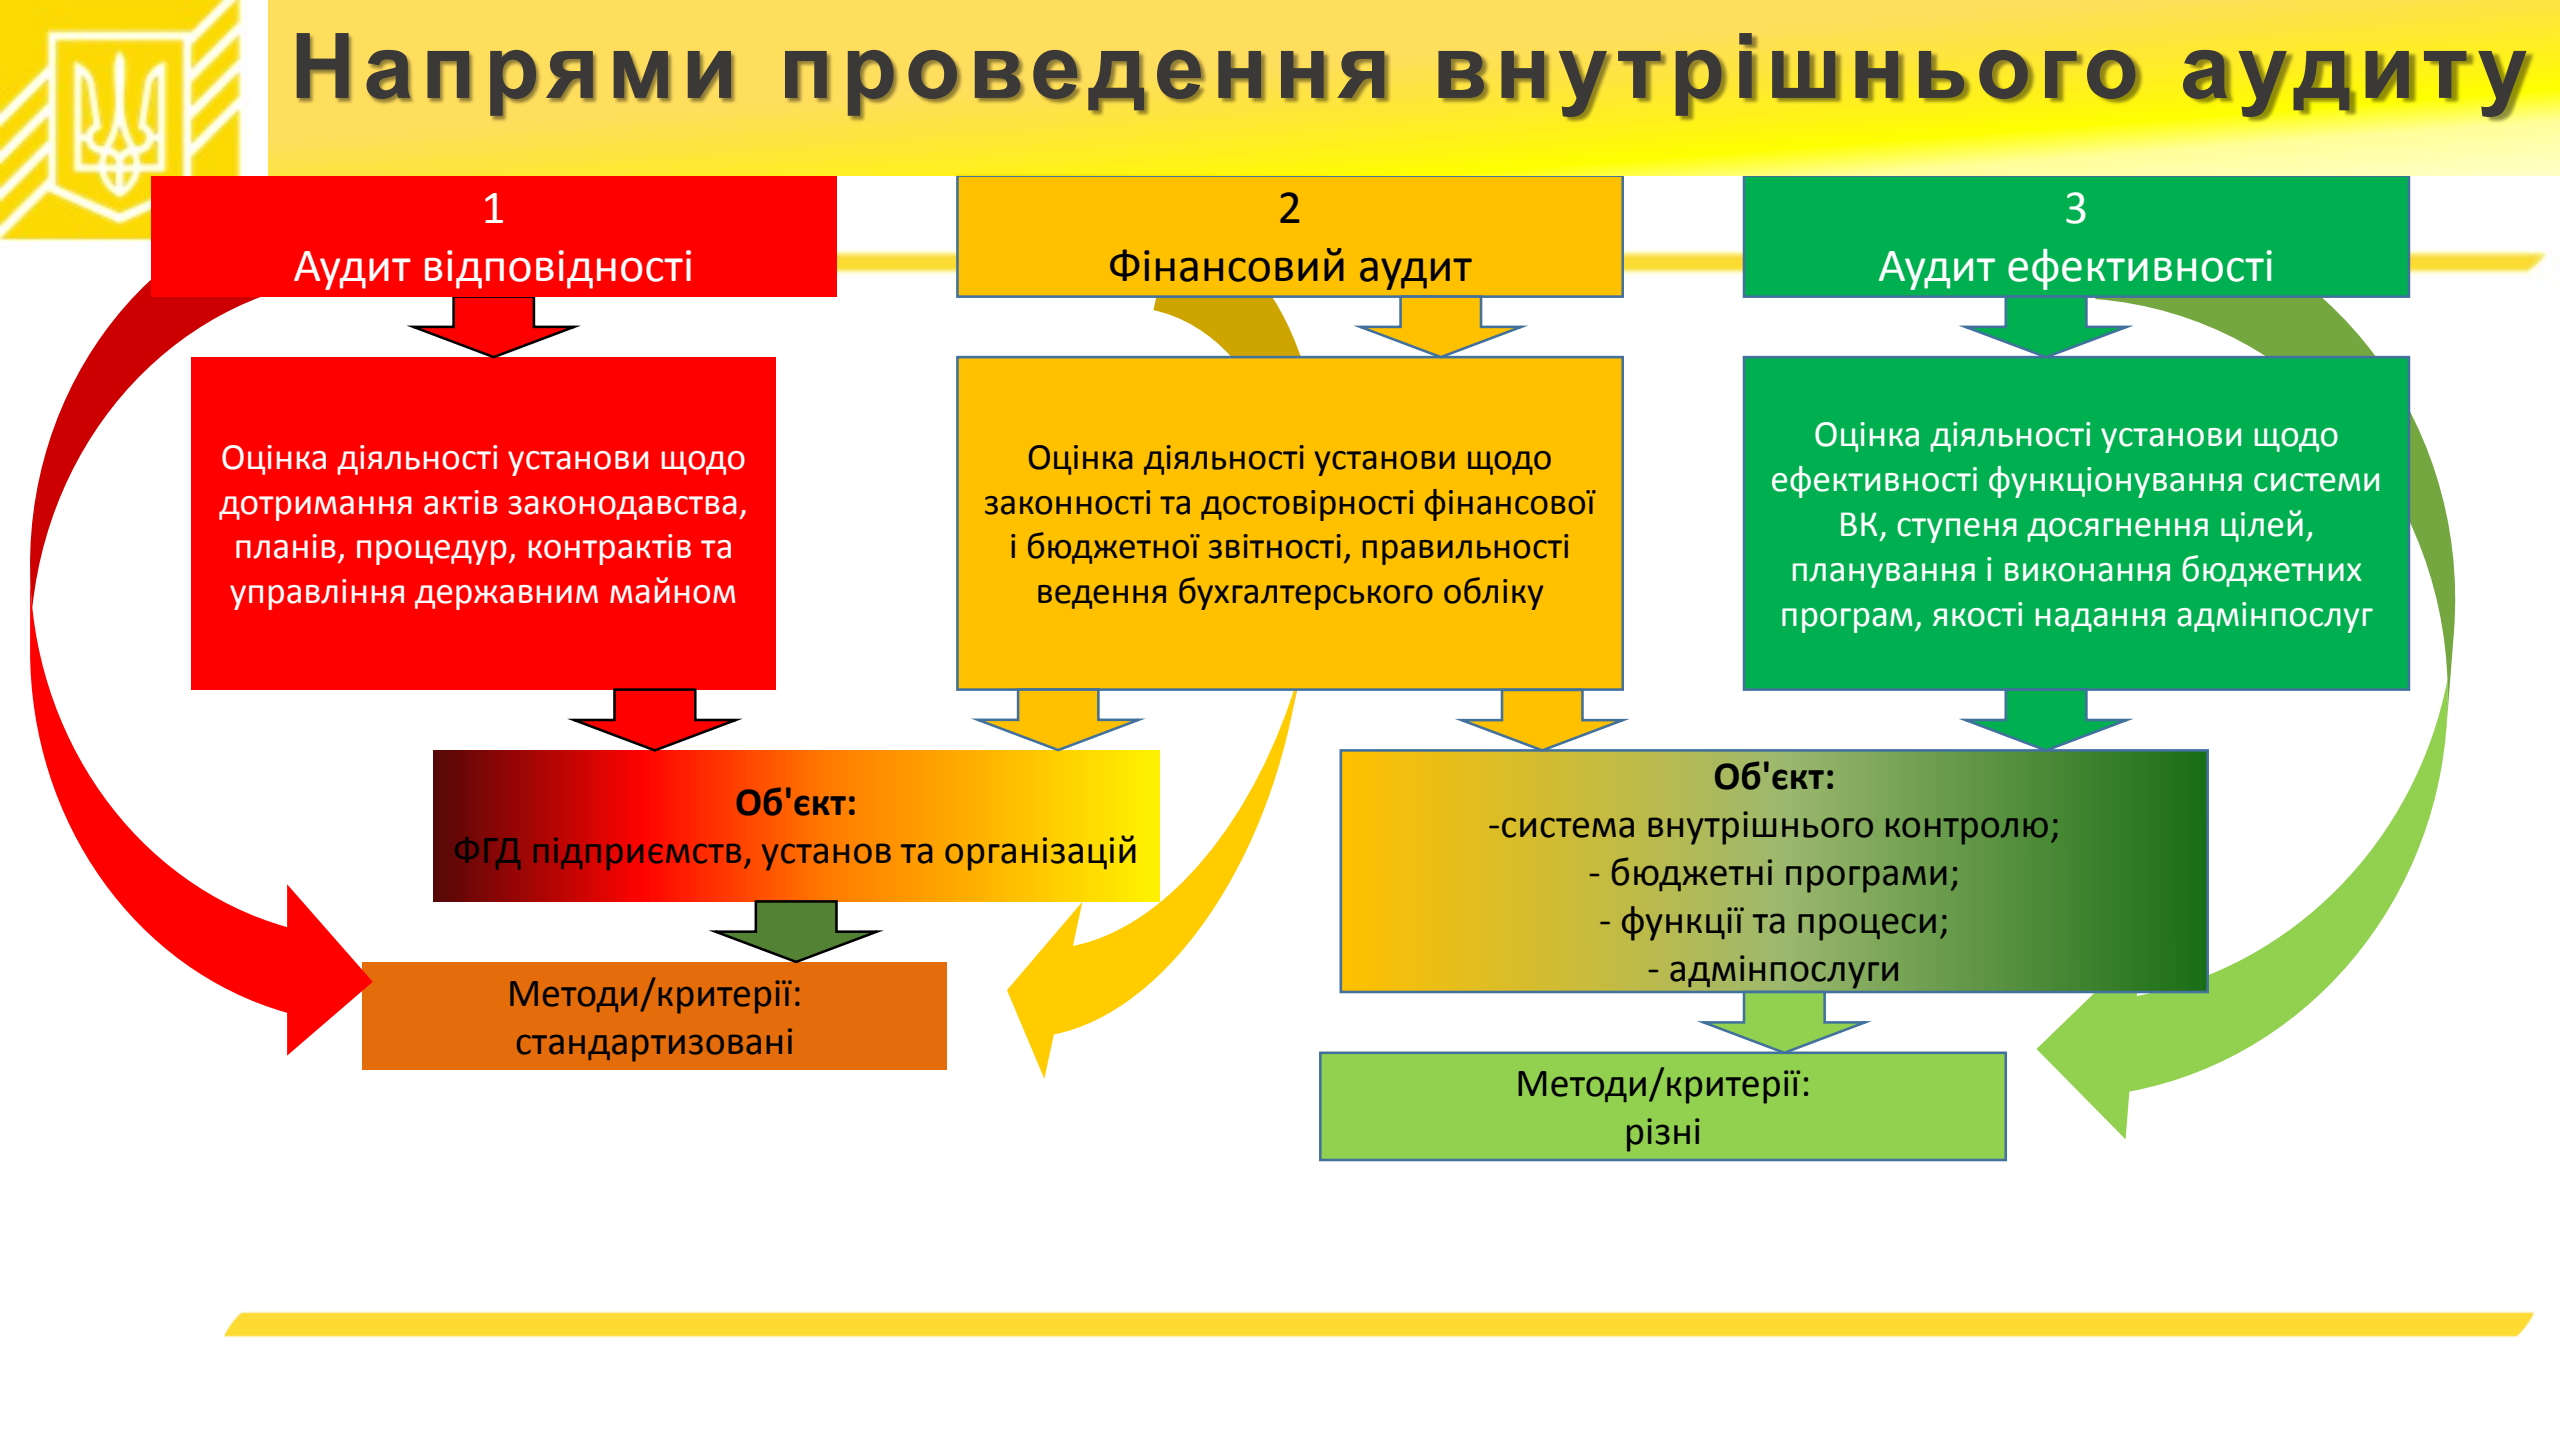 Напрями проведення внутрішнього аудиту
1
Аудит відповідності
2
Фінансовий аудит
3
Аудит ефективності
Оцінка діяльності установи щодо
дотримання актів законодавства,
планів, процедур, контрактів та
управління державним майном
Оцінка діяльності установи щодо
законності та достовірності фінансової
і бюджетної звітності, правильності
ведення бухгалтерського обліку
Оцінка діяльності установи щодо
ефективності функціонування системи
ВК, ступеня досягнення цілей,
планування і виконання бюджетних
програм, якості надання адмінпослуг
Об'єкт:
ФГД підприємств, установ та організацій
Об'єкт:
-система внутрішнього контролю;
- бюджетні програми;
- функції та процеси;
- адмінпослуги
Методи/критерії:
стандартизовані
Методи/критерії:
різні